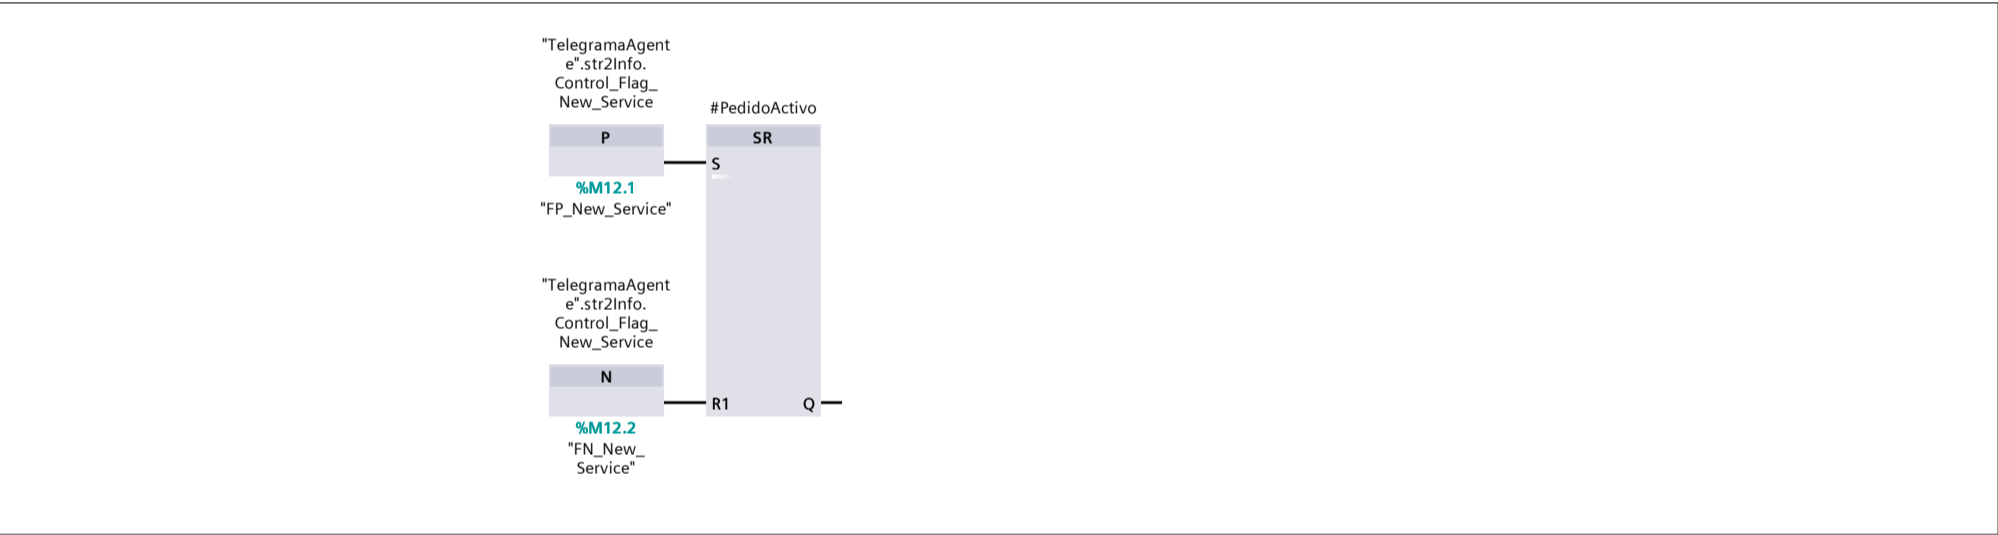 "TelegramaAgent
e".str2Info.
Control_Flag_
New_Service
#PedidoActivo
P
SR
S
%M12.1
"FP_New_Service"
"TelegramaAgent
e".str2Info.
Control_Flag_
New_Service
N
R1
Q
%M12.2
"FN_New_
Service"